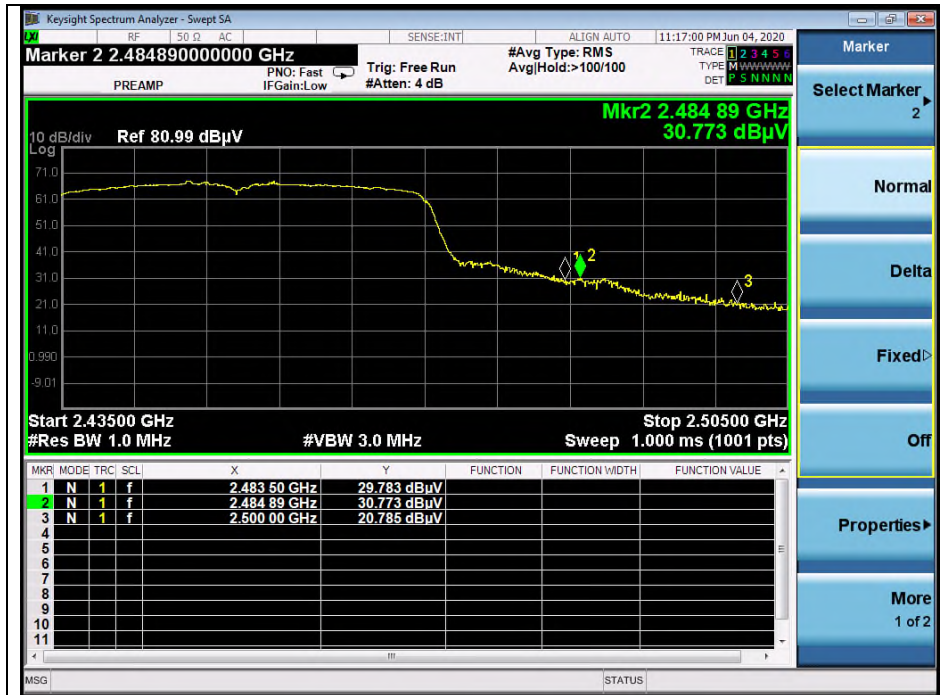 Keysight Spectrum Analyzer - Swept SA
LXI RF 50 Ω AC SENSE:INT ALIGN AUTO 11:17:00 PM Jun 04, 2020
Marker 2 2.484890000000 GHz
PREAMP
PNO: Fast
IFGain:Low
Trig: Free Run
#Atten: 4 dB
#Avg Type: RMS
Avg|Hold:>100/100
TRACE 1 2 3 4 5 6
TYPE M W W W W W
DET P S N N N N
Mkr2 2.484 89 GHz
30.773 dBµV
10 dB/div Ref 80.99 dBµV
Log
71.0
61.0
51.0
41.0
31.0
21.0
11.0
0.990
-9.01
1
2
3
Start 2.43500 GHz Stop 2.50500 GHz
#Res BW 1.0 MHz #VBW 3.0 MHz Sweep 1.000 ms (1001 pts)
MKR MODE TRC SCL X Y FUNCTION FUNCTION WIDTH FUNCTION VALUE
1 N 1 f 2.483 50 GHz 29.783 dBµV
2 N 1 f 2.484 89 GHz 30.773 dBµV
3 N 1 f 2.500 00 GHz 20.785 dBµV
4
5
6
7
8
9
10
11
MSG STATUS
Marker
Select Marker
2
Normal
Delta
Fixed
Off
Properties
More
1 of 2